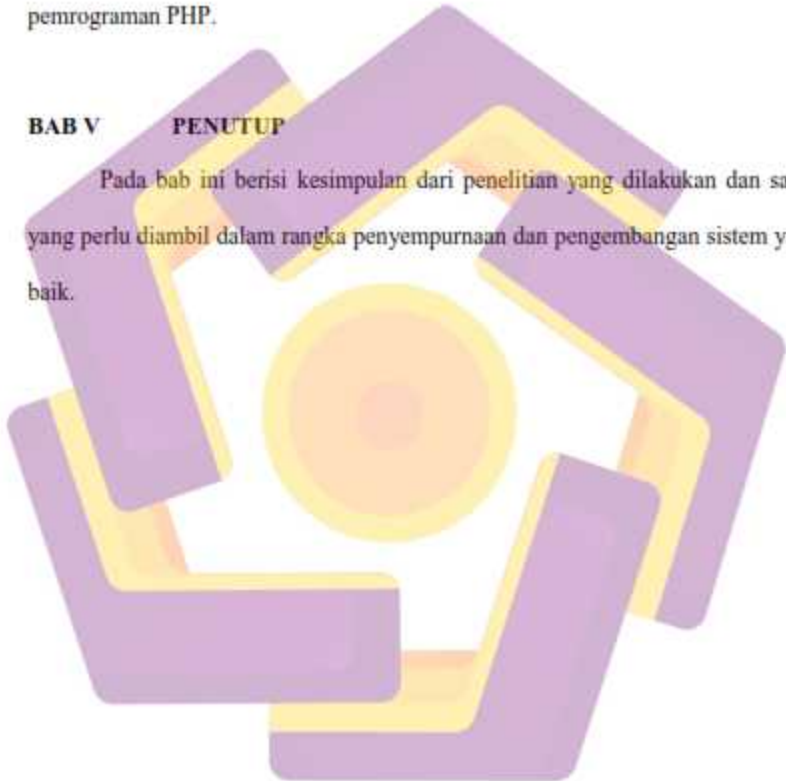 pemrograman PHP.
BAB V PENUTUP
Pada bab ini berisi kesimpulan dari penelitian yang dilakukan dan sa
yang perlu diambil dalam rangka penyempurnaan dan pengembangan sistem y
baik.